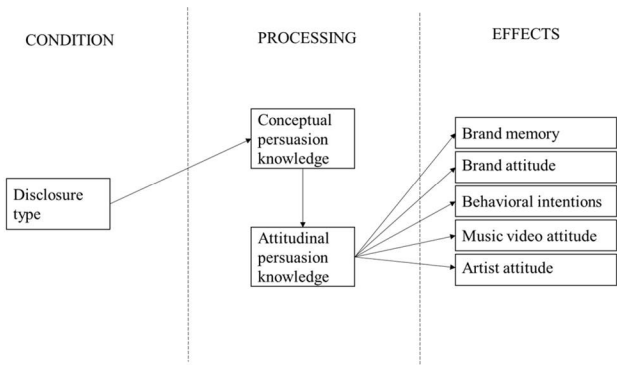 CONDITION
PROCESSING
EFFECTS
Disclosure
type
Conceptual
persuasion
knowledge
Attitudinal
persuasion
knowledge
Brand memory
Brand attitude
Behavioral intentions
Music video attitude
Artist attitude